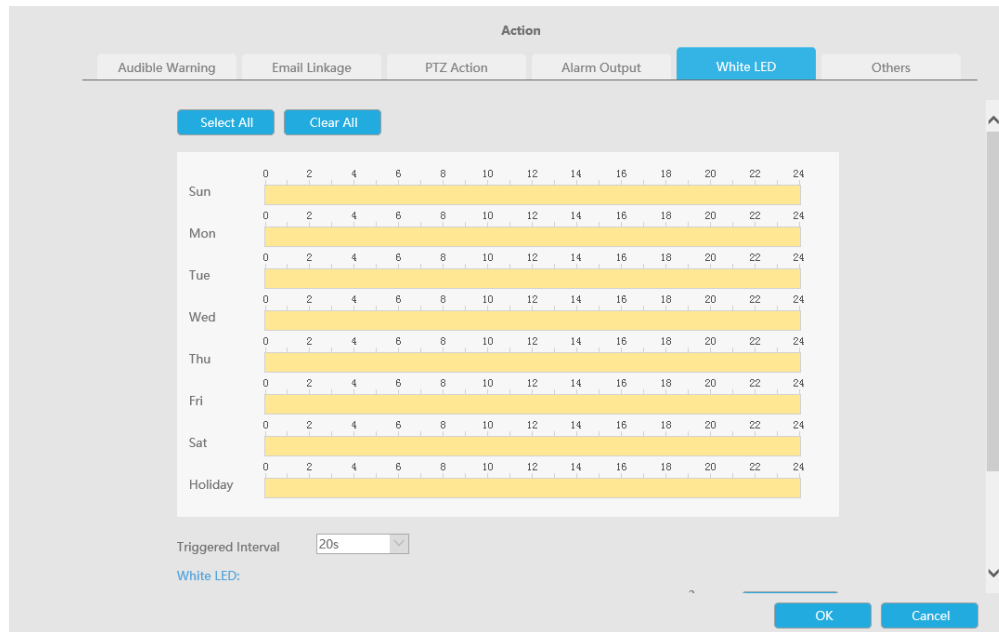 Action
Audible Warning Email Linkage PTZ Action Alarm Output White LED Others
Select All Clear All
0 2 4 6 8 10 12 14 16 18 20 22 24
Sun
0 2 4 6 8 10 12 14 16 18 20 22 24
Mon
0 2 4 6 8 10 12 14 16 18 20 22 24
Tue
0 2 4 6 8 10 12 14 16 18 20 22 24
Wed
0 2 4 6 8 10 12 14 16 18 20 22 24
Thu
0 2 4 6 8 10 12 14 16 18 20 22 24
Fri
0 2 4 6 8 10 12 14 16 18 20 22 24
Sat
0 2 4 6 8 10 12 14 16 18 20 22 24
Holiday
Triggered Interval 20s
White LED:
OK Cancel